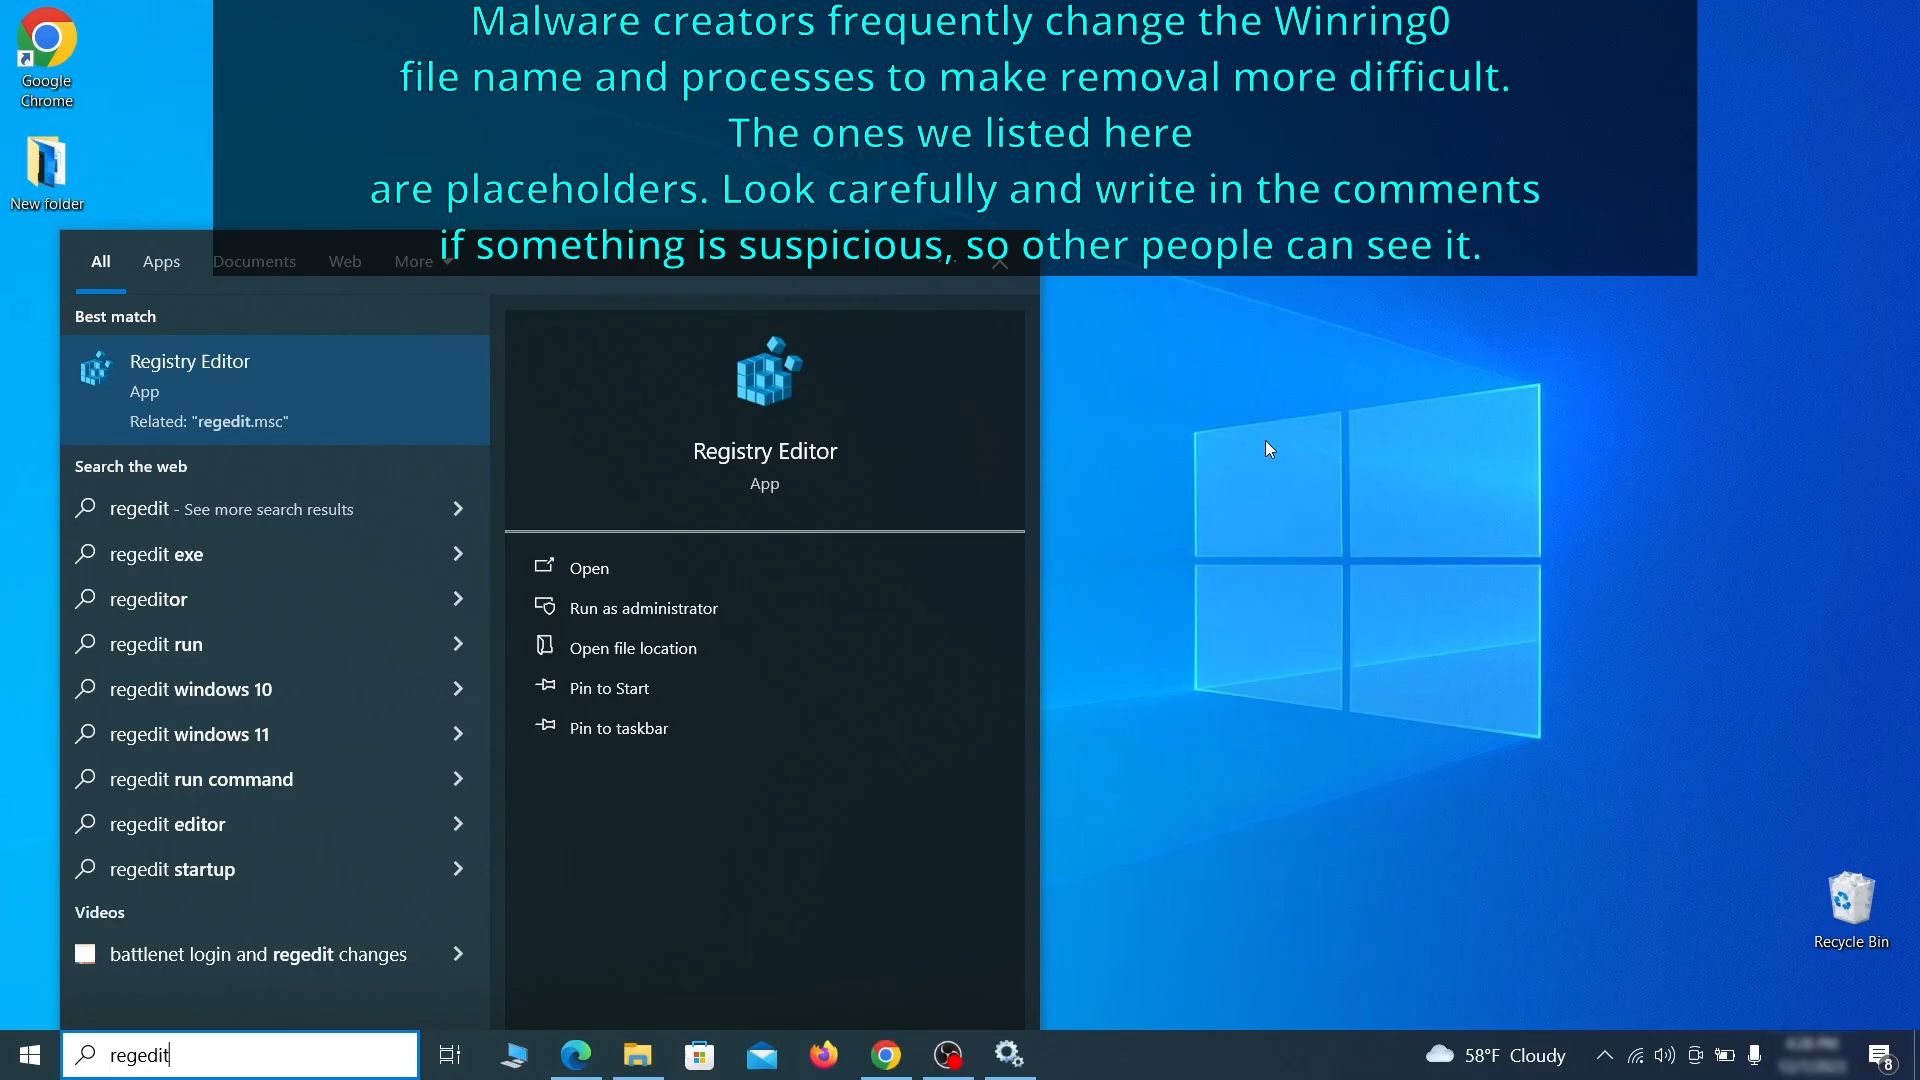 Malware creators frequently change the Winring0
file name and processes to make removal more difficult.
The ones we listed here
are placeholders. Look carefully and write in the comments
if something is suspicious, so other people can see it.
Google
Chrome
New folder
All
Apps
Documents
Web
More
Best match
Registry Editor
App
Related: "regedit.msc"
Search the web
regedit - See more search results
regedit exe
regeditor
regedit run
regedit windows 10
regedit windows 11
regedit run command
regedit editor
regedit startup
Videos
battlenet login and regedit changes
Registry Editor
App
Open
Run as administrator
Open file location
Pin to Start
Pin to taskbar
Recycle Bin
regedit
58°F Cloudy
8